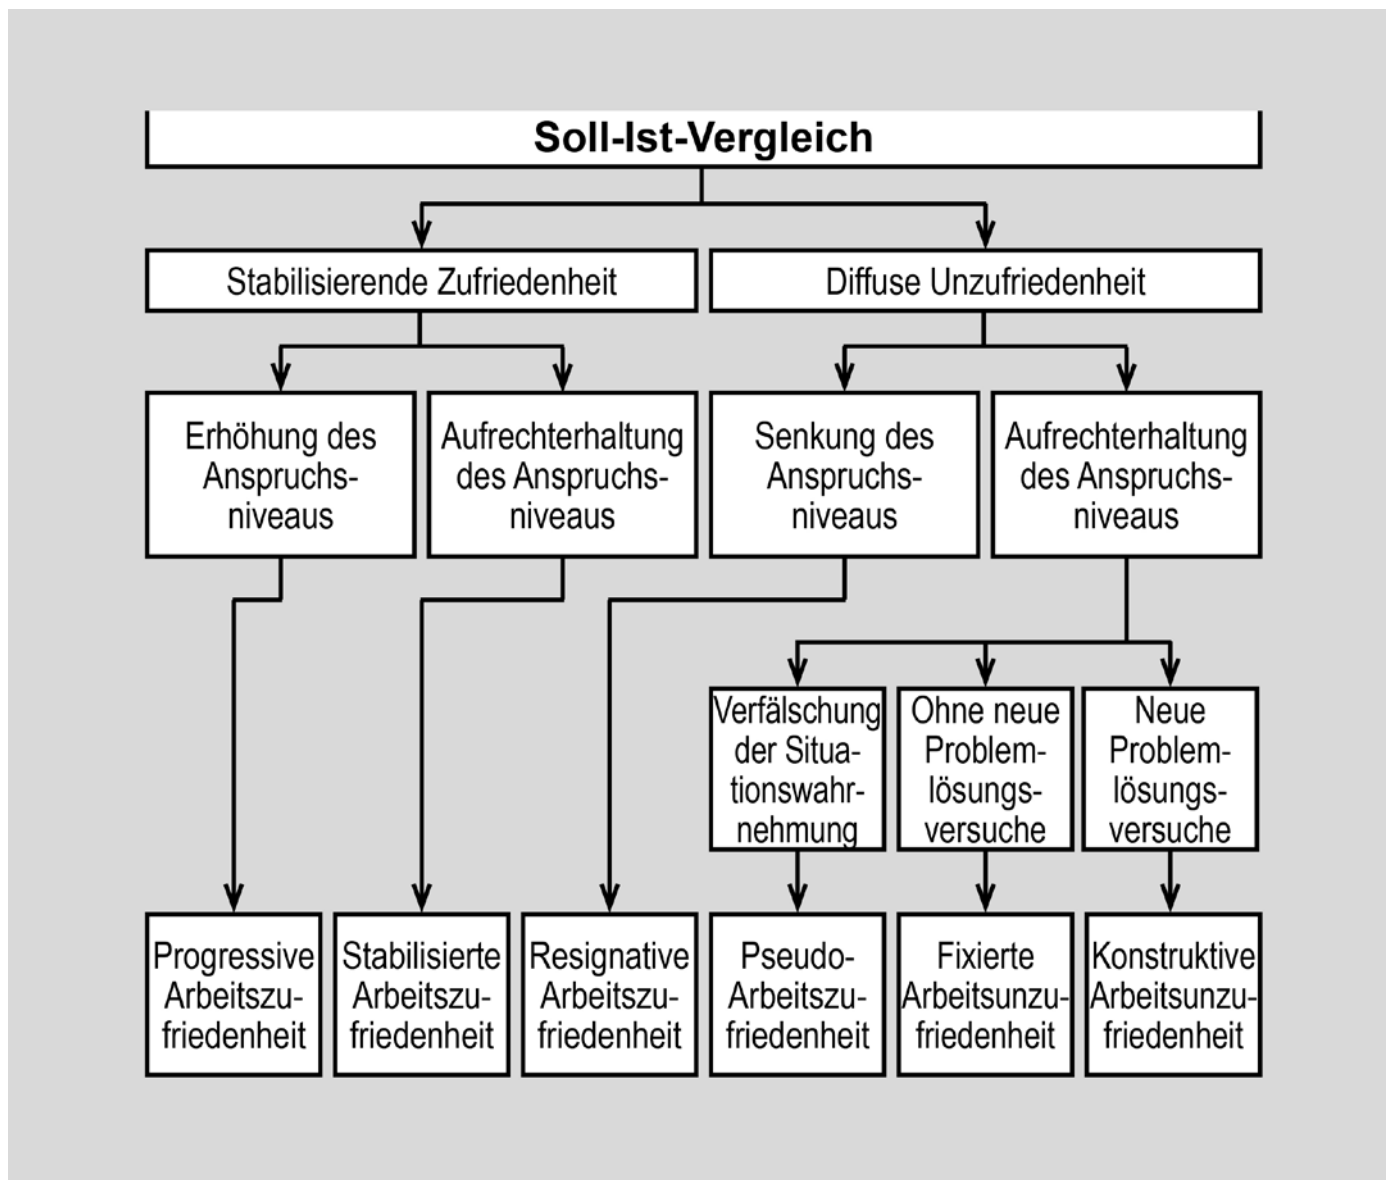 Soll-Ist-Vergleich
Stabilisierende Zufriedenheit
Diffuse Unzufriedenheit
Erhöhung des
Anspruchs-
niveaus
Aufrechterhaltung
des Anspruchs-
niveaus
Senkung des
Anspruchs-
niveaus
Aufrechterhaltung
des Anspruchs-
niveaus
Verfälschung
der Situa-
tionswahr-
nehmung
Ohne neue
Problem-
lösungs-
versuche
Neue
Problem-
lösungs-
versuche
Progressive
Arbeitszu-
friedenheit
Stabilisierte
Arbeitszu-
friedenheit
Resignative
Arbeitszu-
friedenheit
Pseudo-
Arbeitszu-
friedenheit
Fixierte
Arbeitsunzu-
friedenheit
Konstruktive
Arbeitsunzu-
friedenheit